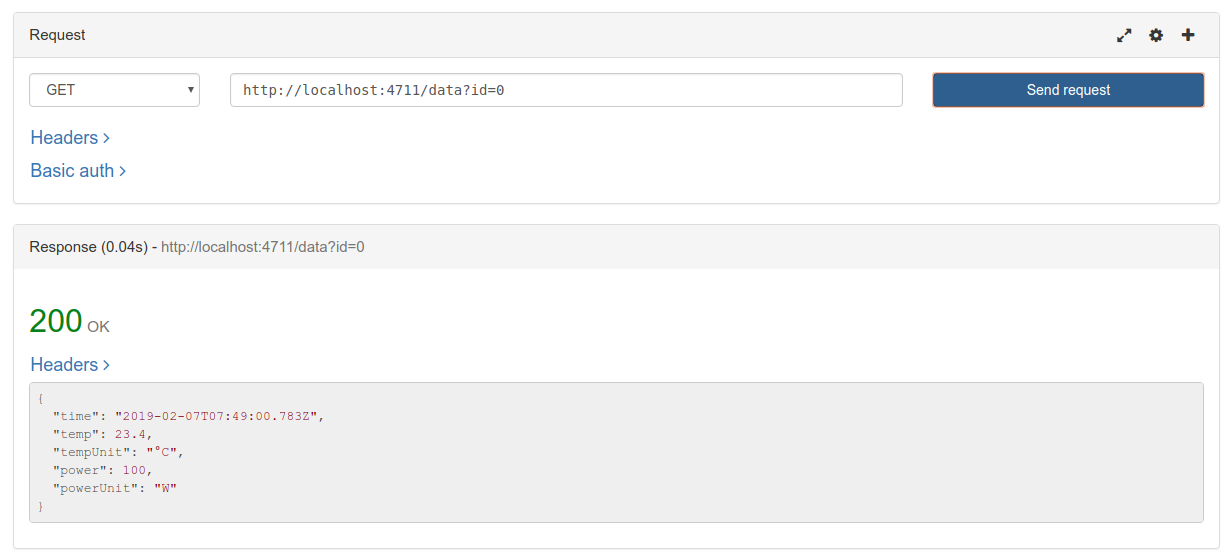 Request
GET http://localhost:4711/data?id=0 Send request
Headers
Basic auth
Response (0.04s) - http://localhost:4711/data?id=0
200 OK
Headers
{
"time": "2019-02-07T07:49:00.783Z",
"temp": 23.4,
"tempUnit": "°C",
"power": 100,
"powerUnit": "W"
}